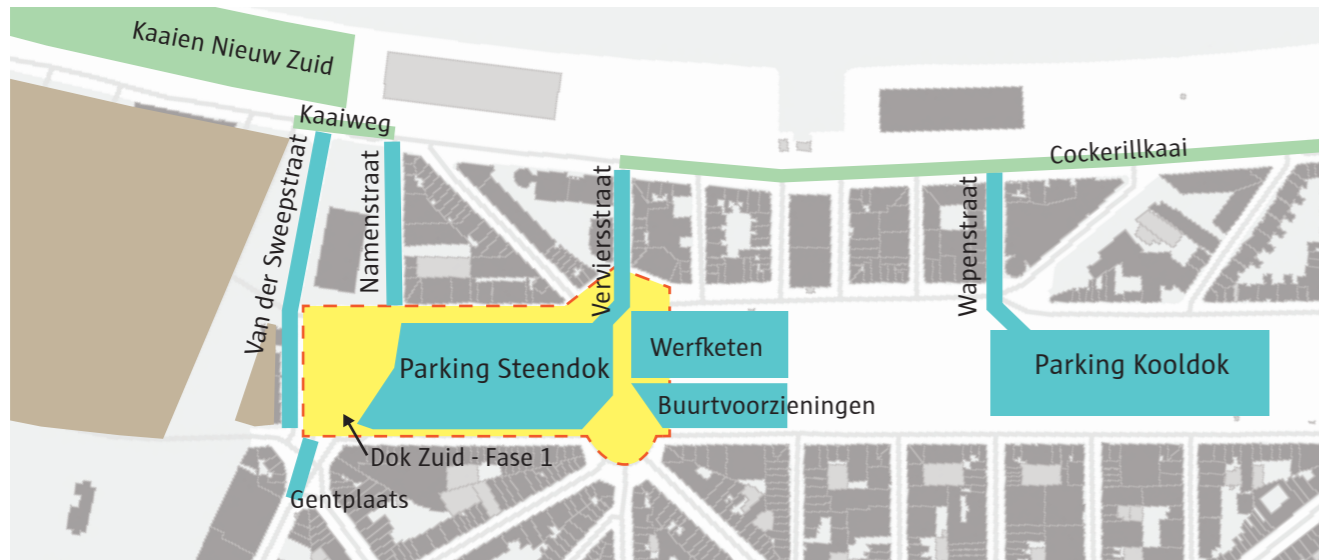 Kaaien Nieuw Zuid
Kaaiweg
Cockerillkaai
Van der Sweepstraat
Namenstraat
Verviersstraat
Wapenstraat
Werfketen
Parking Steendok
Parking Kooldok
Buurtvoorzieningen
Dok Zuid - Fase 1
Gentplaats